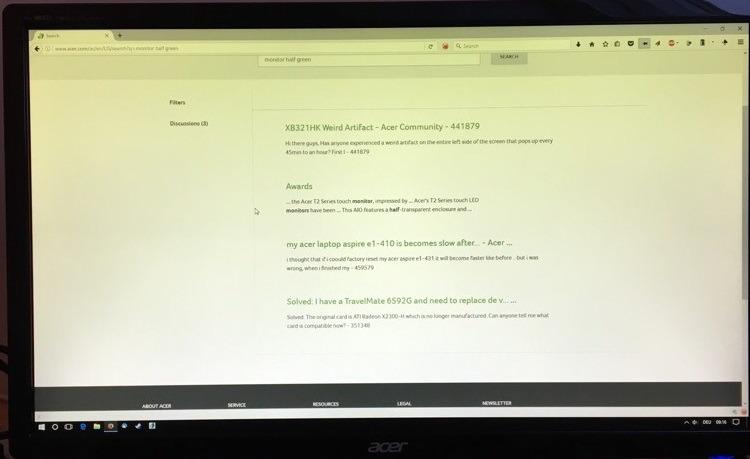 Search
www.acer.com/ac/en/US/search?q=monitor half green
Search
monitor half green
SEARCH
Filters
Discussions (3)
XB321HK Weird Artifact - Acer Community - 441879
Hi there guys, Has anyone experienced a weird artifact on the entire left side of the screen that pops up every
45min to an hour? First I - 441879
Awards
... the Acer T2 Series touch monitor, impressed by ... Acer's T2 Series touch LED
monitors have been ... This AIO features a half-transparent enclosure and ...
my acer laptop aspire e1-410 is becomes slow after... - Acer ...
i thought that if i coould factory reset my acer aspire e1-431 it will become faster like before . but i was
wrong, when i finished my - 459579
Solved: I have a TravelMate 6592G and need to replace de v... ...
Solved: The original card is ATI Radeon X2300-H which is no longer manufactured. Can anyone tell me what
card is compatible now? - 351348
ABOUT ACER SERVICE RESOURCES LEGAL NEWSLETTER
DEU 09:16
acer